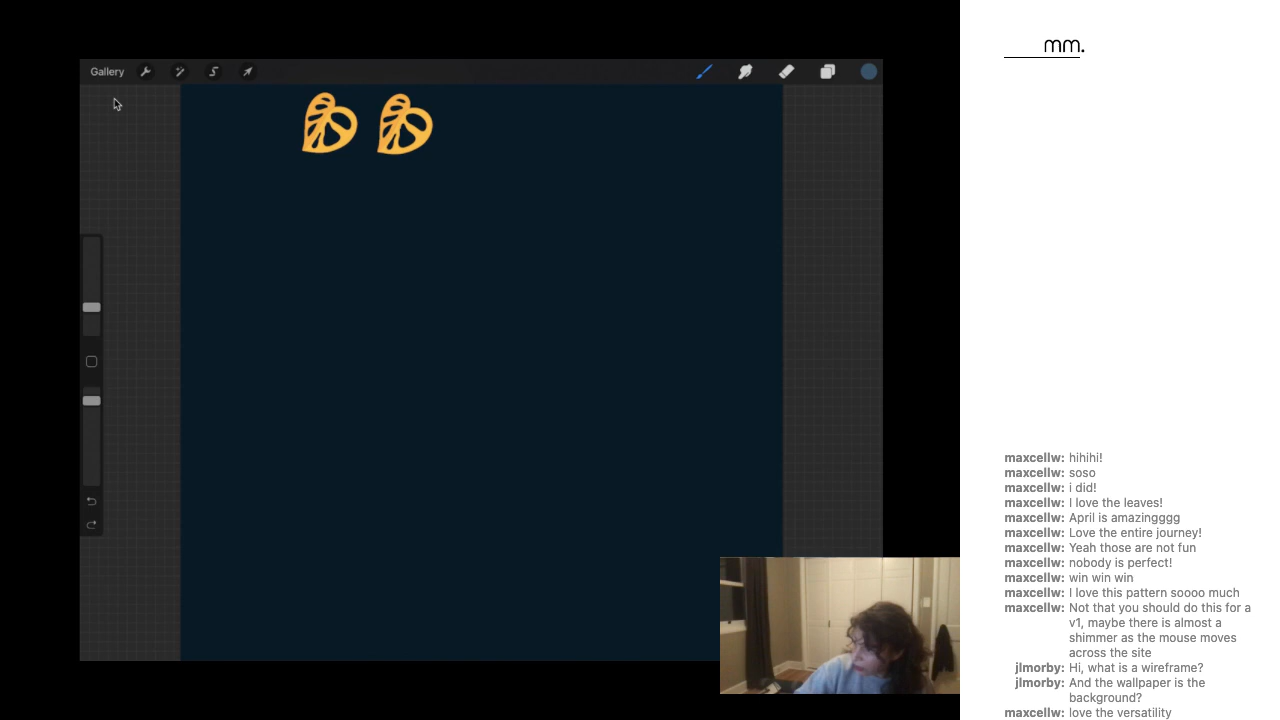 mm.
Gallery
maxcellw: hihihi!
maxcellw: soso
maxcellw: i did!
maxcellw: I love the leaves!
maxcellw: April is amazingggg
maxcellw: Love the entire journey!
maxcellw: Yeah those are not fun
maxcellw: nobody is perfect!
maxcellw: win win win
maxcellw: I love this pattern soooo much
maxcellw: Not that you should do this for a
v1, maybe there is almost a
shimmer as the mouse moves
across the site
jlmorby: Hi, what is a wireframe?
jlmorby: And the wallpaper is the
background?
maxcellw: love the versatility